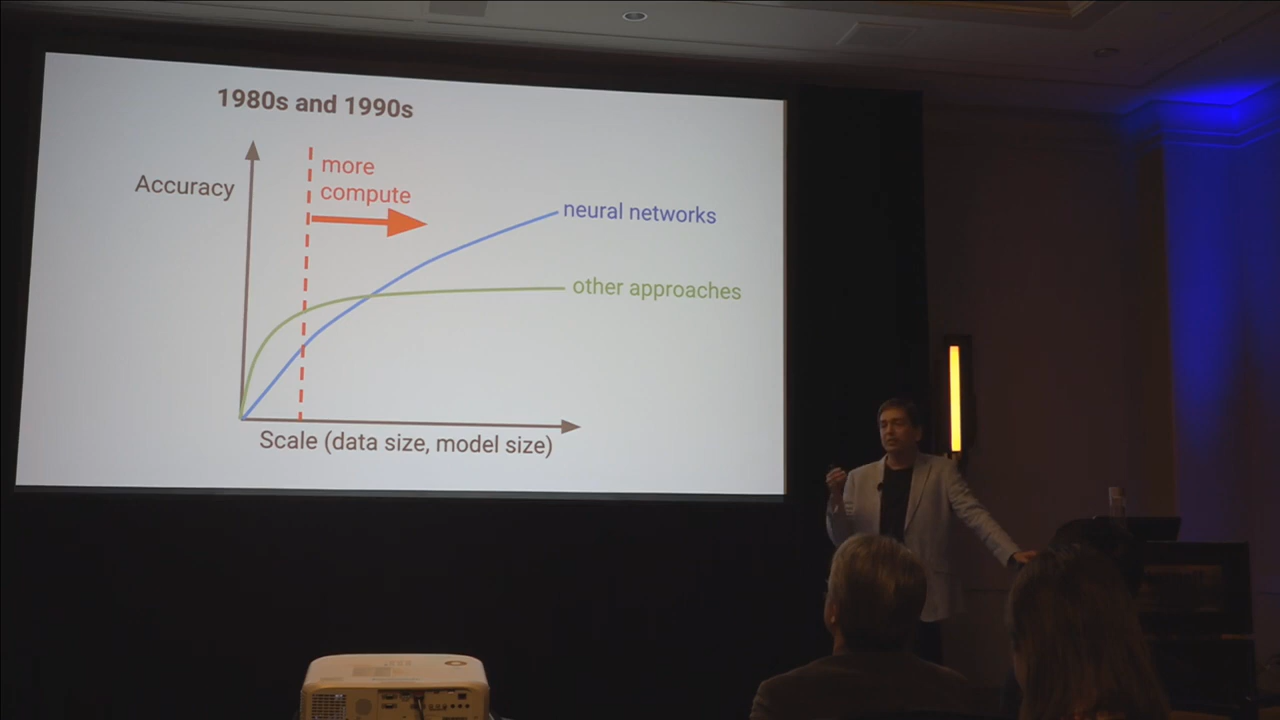 1980s and 1990s
more
compute
Accuracy
neural networks
other approaches
Scale (data size, model size)